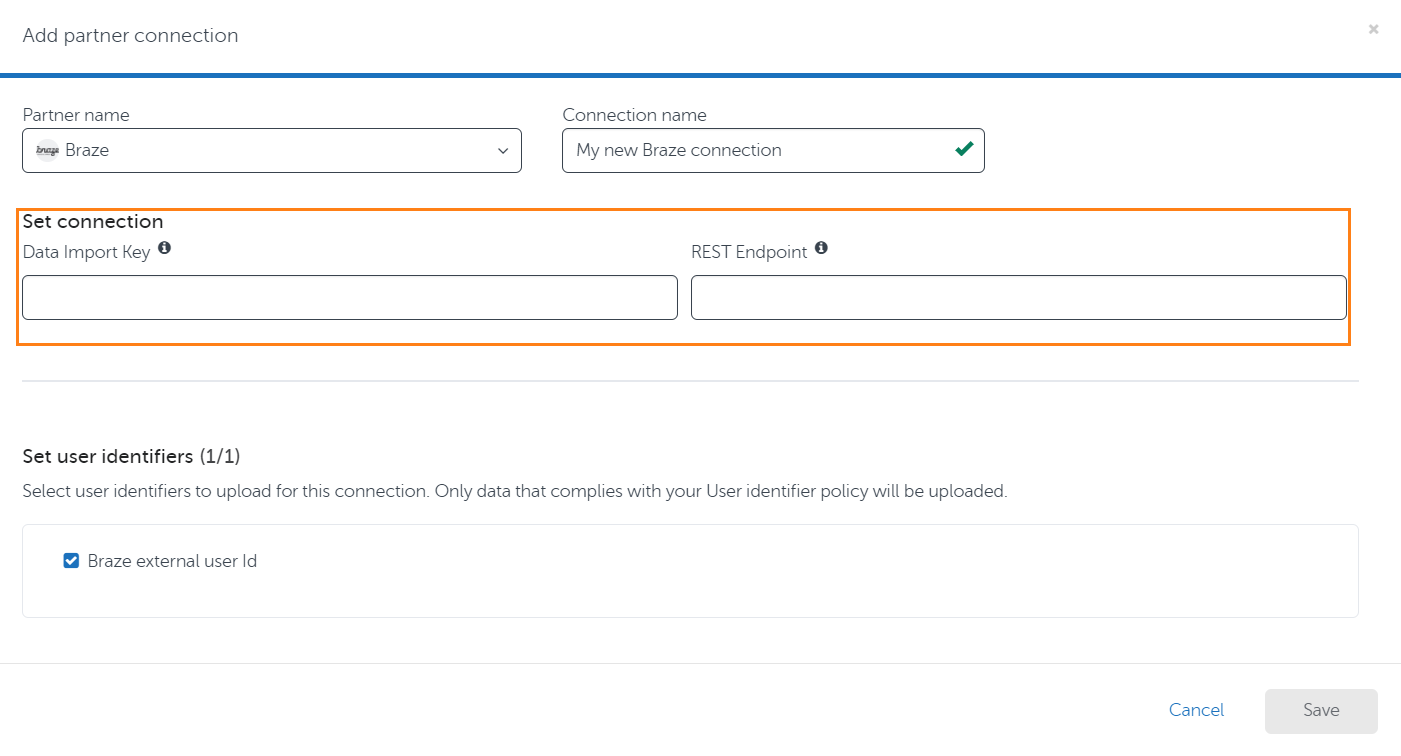 Add partner connection
×
Partner name
Connection name
braze Braze
My new Braze connection
Set connection
Data Import Key
REST Endpoint
Set user identifiers (1/1)
Select user identifiers to upload for this connection. Only data that complies with your User identifier policy will be uploaded.
Braze external user Id
Cancel
Save